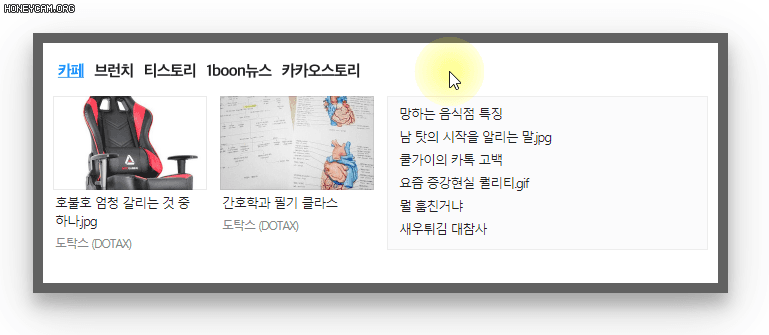 HONEYCAM.ORG
카페 브런치 티스토리 1boon뉴스 카카오스토리
호불호 엄청 갈리는 것 중
하나.jpg
도탁스 (DOTAX)
간호학과 필기 클라스
도탁스 (DOTAX)
망하는 음식점 특징
남 탓의 시작을 알리는 말.jpg
쿨가이의 카톡 고백
요즘 증강현실 퀄리티.gif
뭘 훔친거냐
새우튀김 대참사